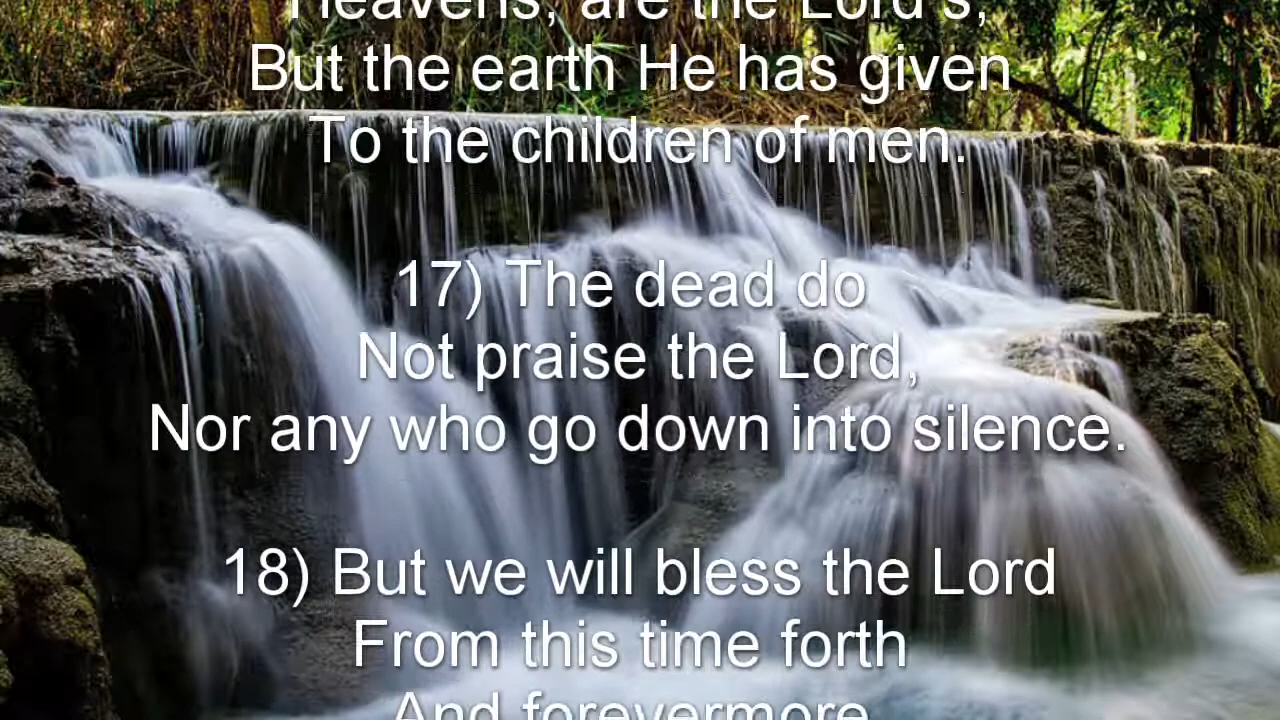 Heavens, are the Lord's;
But the earth He has given
To the children of men.
17) The dead do
Not praise the Lord,
Nor any who go down into silence.
18) But we will bless the Lord
From this time forth
And forevermore